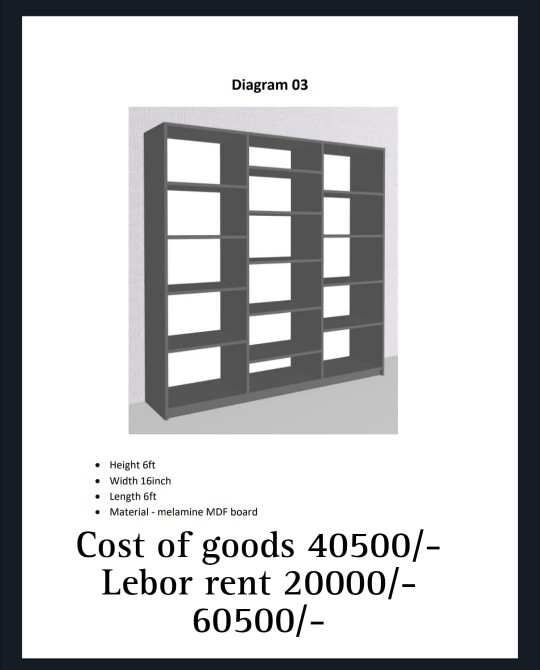 Diagram 03
• Height 6ft
• Width 16inch
• Length 6ft
• Material - melamine MDF board
Cost of goods 40500/-
Lebor rent 20000/-
60500/-